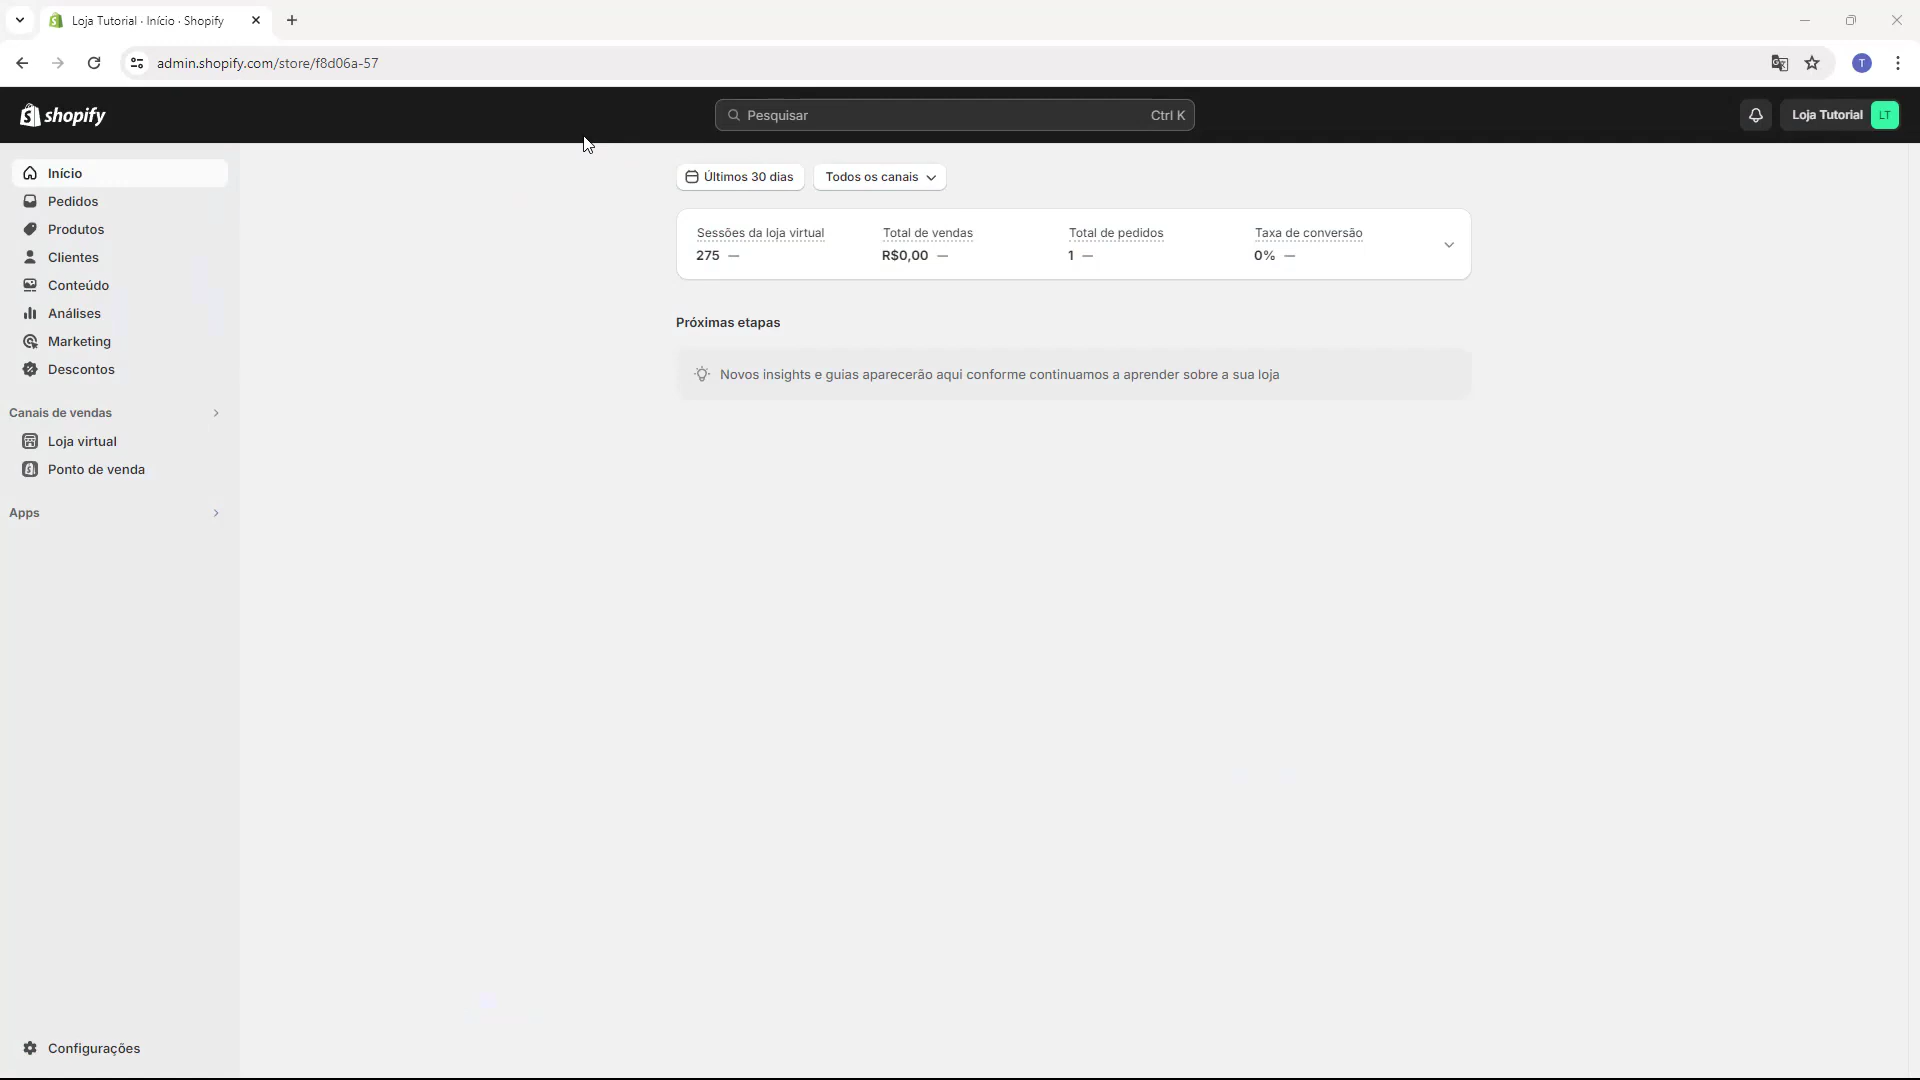 Loja Tutorial · Início · Shopify
admin.shopify.com/store/f8d06a-57
T
shopify
Pesquisar
Ctrl K
Loja Tutorial
LT
Início
Pedidos
Produtos
Clientes
Conteúdo
Análises
Marketing
Descontos
Canais de vendas
Loja virtual
Ponto de venda
Apps
Configurações
Últimos 30 dias
Todos os canais
Sessões da loja virtual
275 —
Total de vendas
R$0,00 —
Total de pedidos
1 —
Taxa de conversão
0% —
Próximas etapas
Novos insights e guias aparecerão aqui conforme continuamos a aprender sobre a sua loja